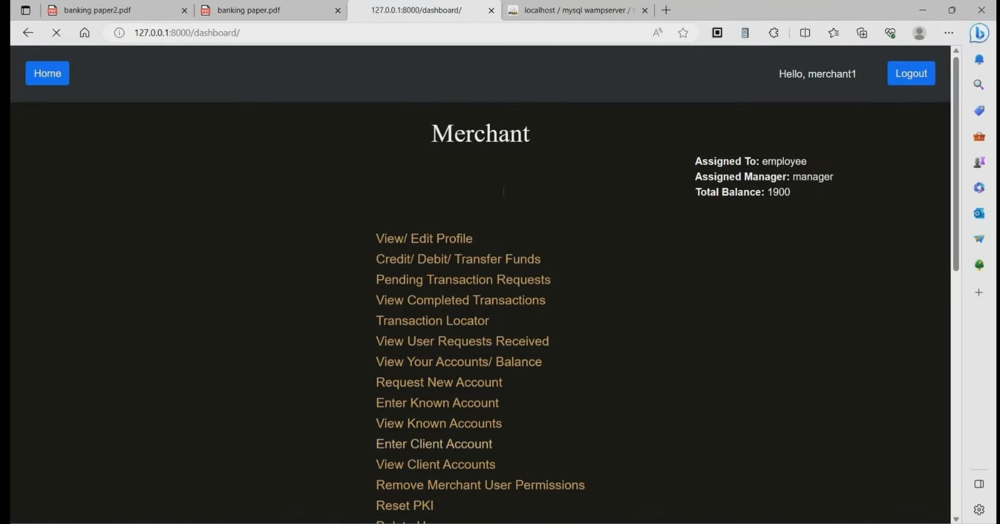 banking paper2.pdf
banking paper.pdf
127.0.0.1:8000/dashboard/
localhost / mysql wampserver /
127.0.0.1:8000/dashboard/
Home
Hello, merchant1
Logout
Merchant
Assigned To: employee
Assigned Manager: manager
Total Balance: 1900
View/ Edit Profile
Credit/ Debit/ Transfer Funds
Pending Transaction Requests
View Completed Transactions
Transaction Locator
View User Requests Received
View Your Accounts/ Balance
Request New Account
Enter Known Account
View Known Accounts
Enter Client Account
View Client Accounts
Remove Merchant User Permissions
Reset PKI